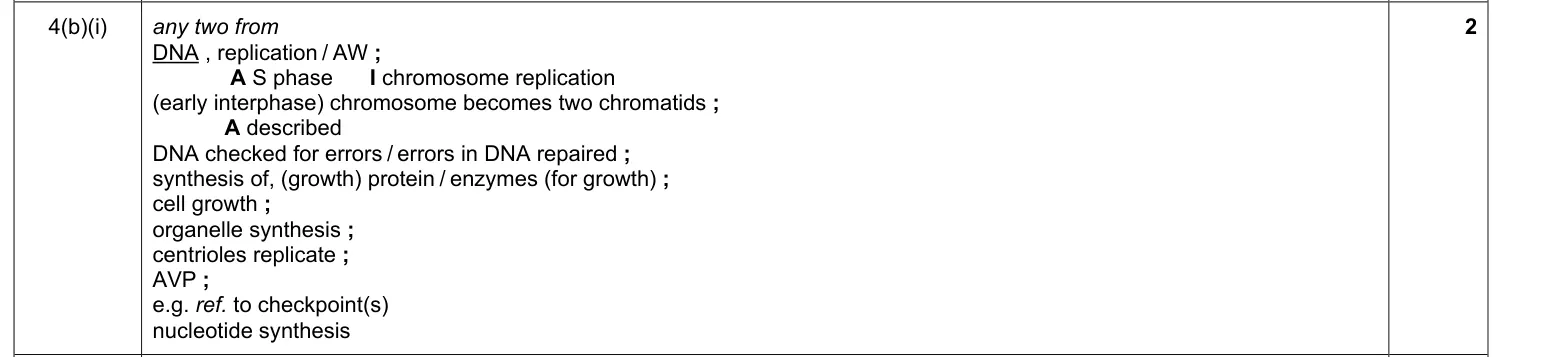 4(b)(i)
any two from
DNA , replication / AW ;
A S phase I chromosome replication
(early interphase) chromosome becomes two chromatids ;
A described
DNA checked for errors / errors in DNA repaired ;
synthesis of, (growth) protein / enzymes (for growth) ;
cell growth ;
organelle synthesis ;
centrioles replicate ;
AVP ;
e.g. ref. to checkpoint(s)
nucleotide synthesis
2